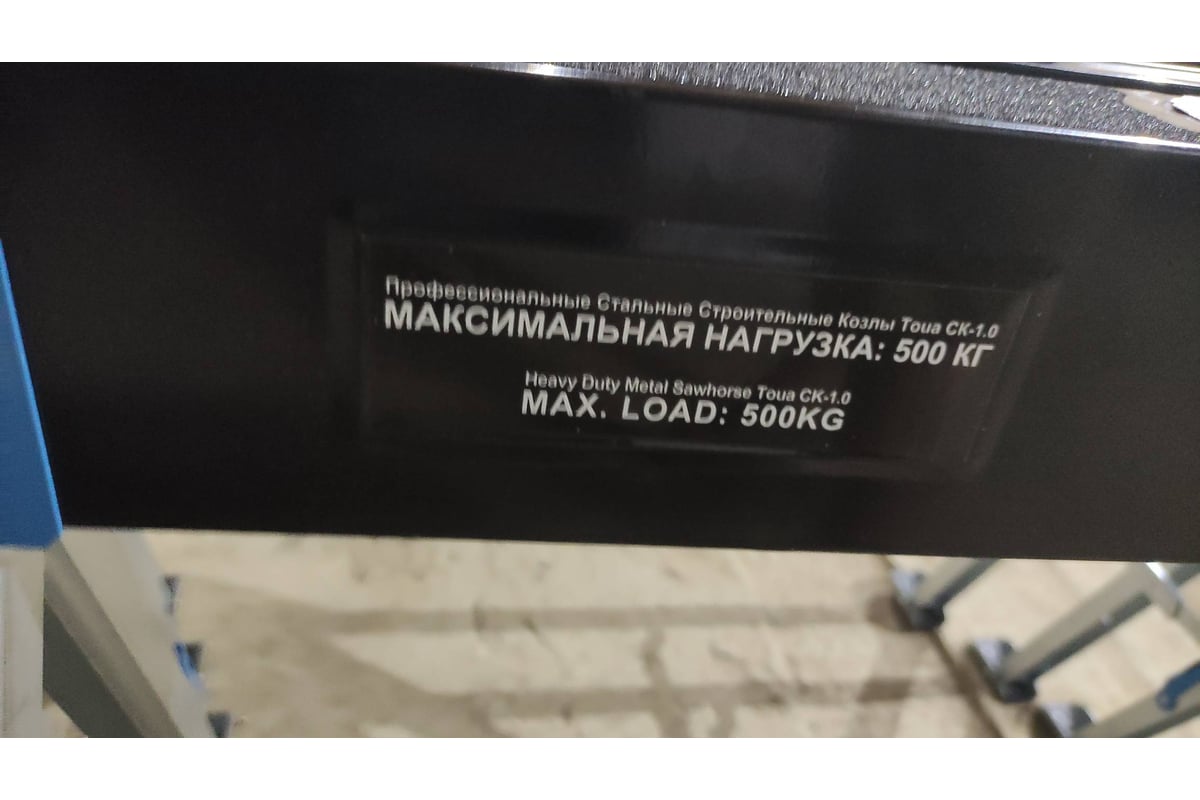 Профессиональные Стальные Строительные Козлы Toua СК-1.0
МАКСИМАЛЬНАЯ НАГРУЗКА: 500 КГ
Heavy Duty Metal Sawhorse Toua CK-1.0
MAX. LOAD: 500KG